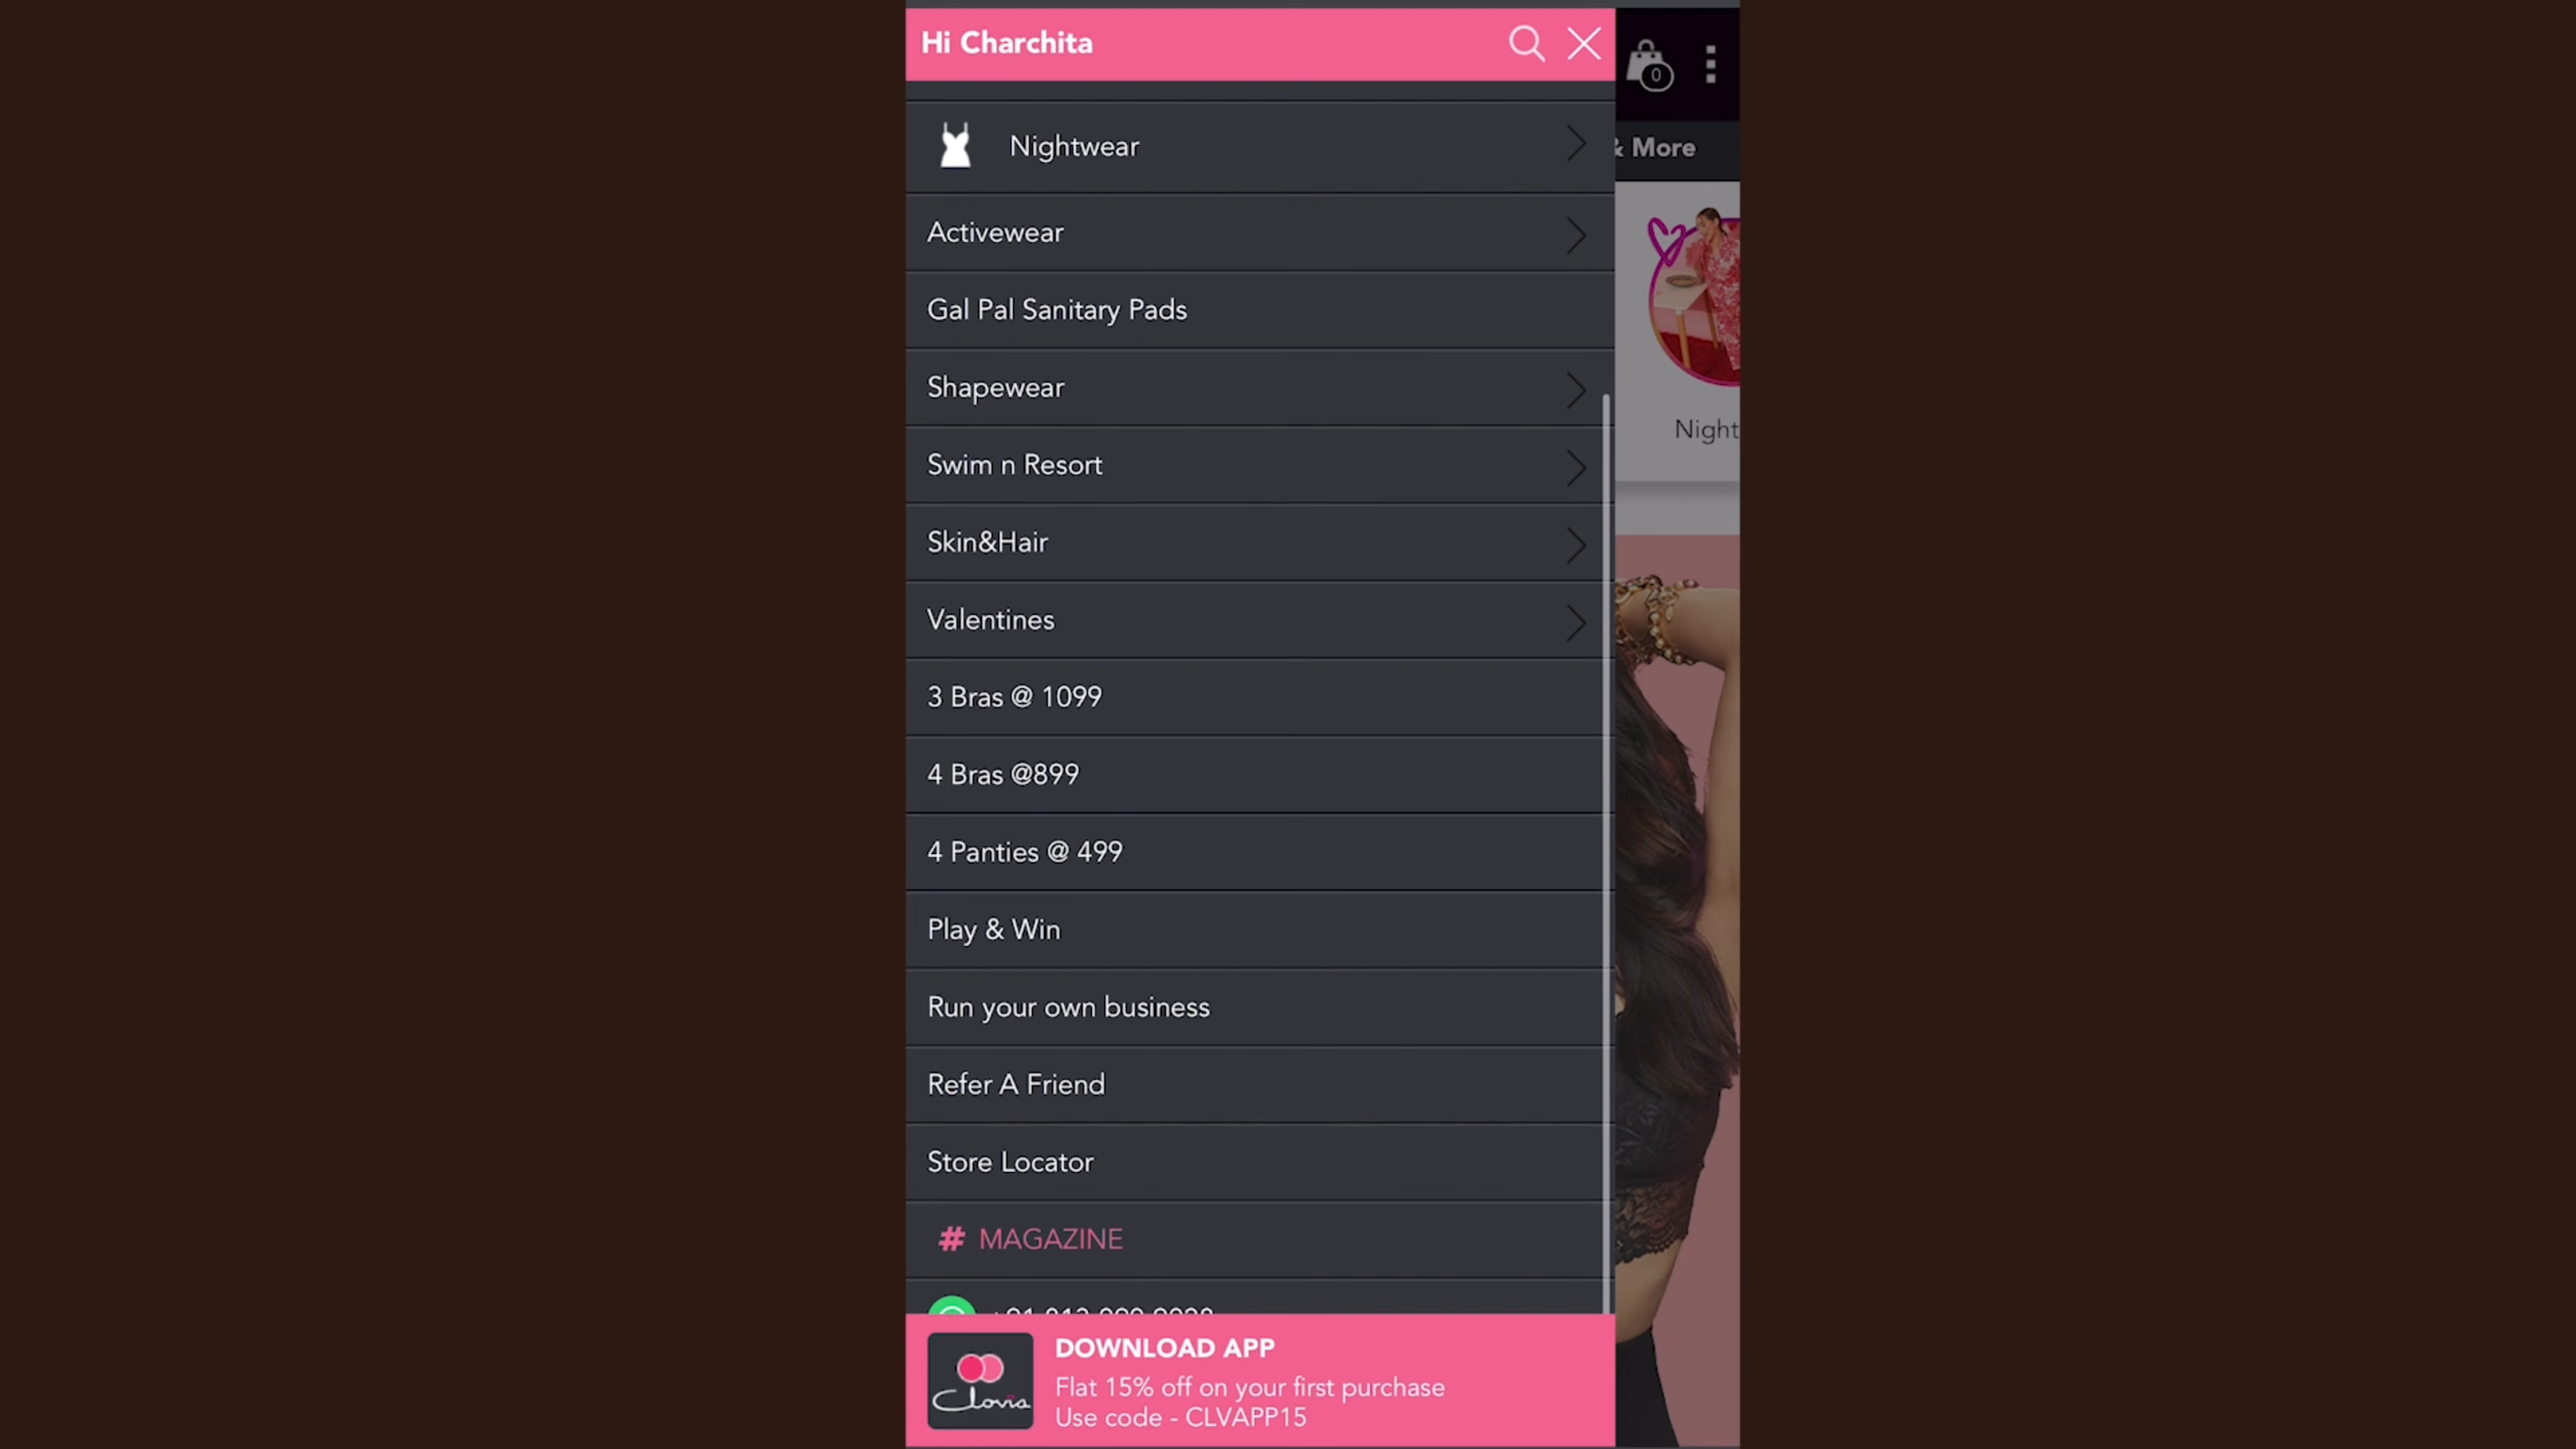 Hi Charchita
0
& More
Nightwear
Activewear
Gal Pal Sanitary Pads
Shapewear
Night
Swim n Resort
Skin&Hair
Valentines
3 Bras @ 1099
4 Bras @899
4 Panties @ 499
Play & Win
Run your own business
Refer A Friend
Store Locator
# MAGAZINE
DOWNLOAD APP
Flat 15% off on your first purchase
Use code - CLVAPP15
Clovia